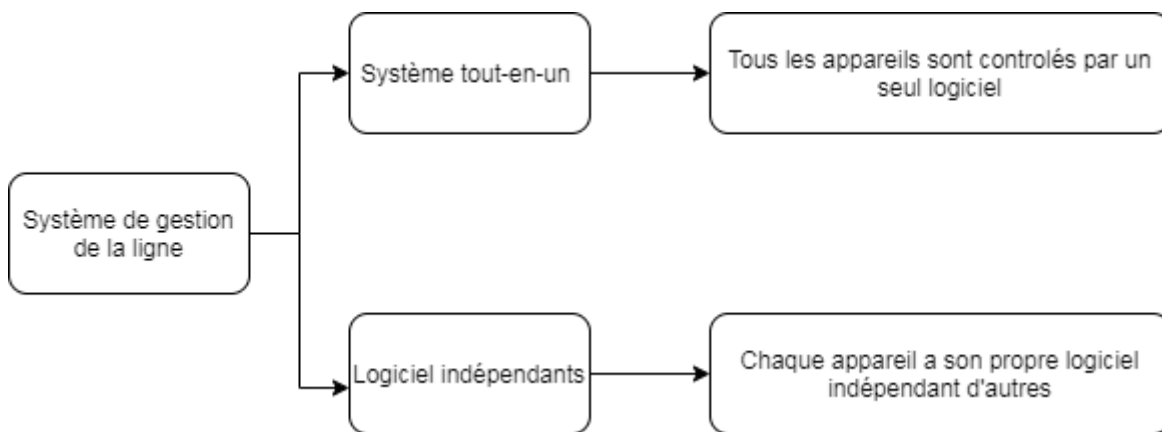 Système tout-en-un
Tous les appareils sont controlés par un
seul logiciel
Système de gestion
de la ligne
Logiciel indépendants
Chaque appareil a son propre logiciel
indépendant d'autres